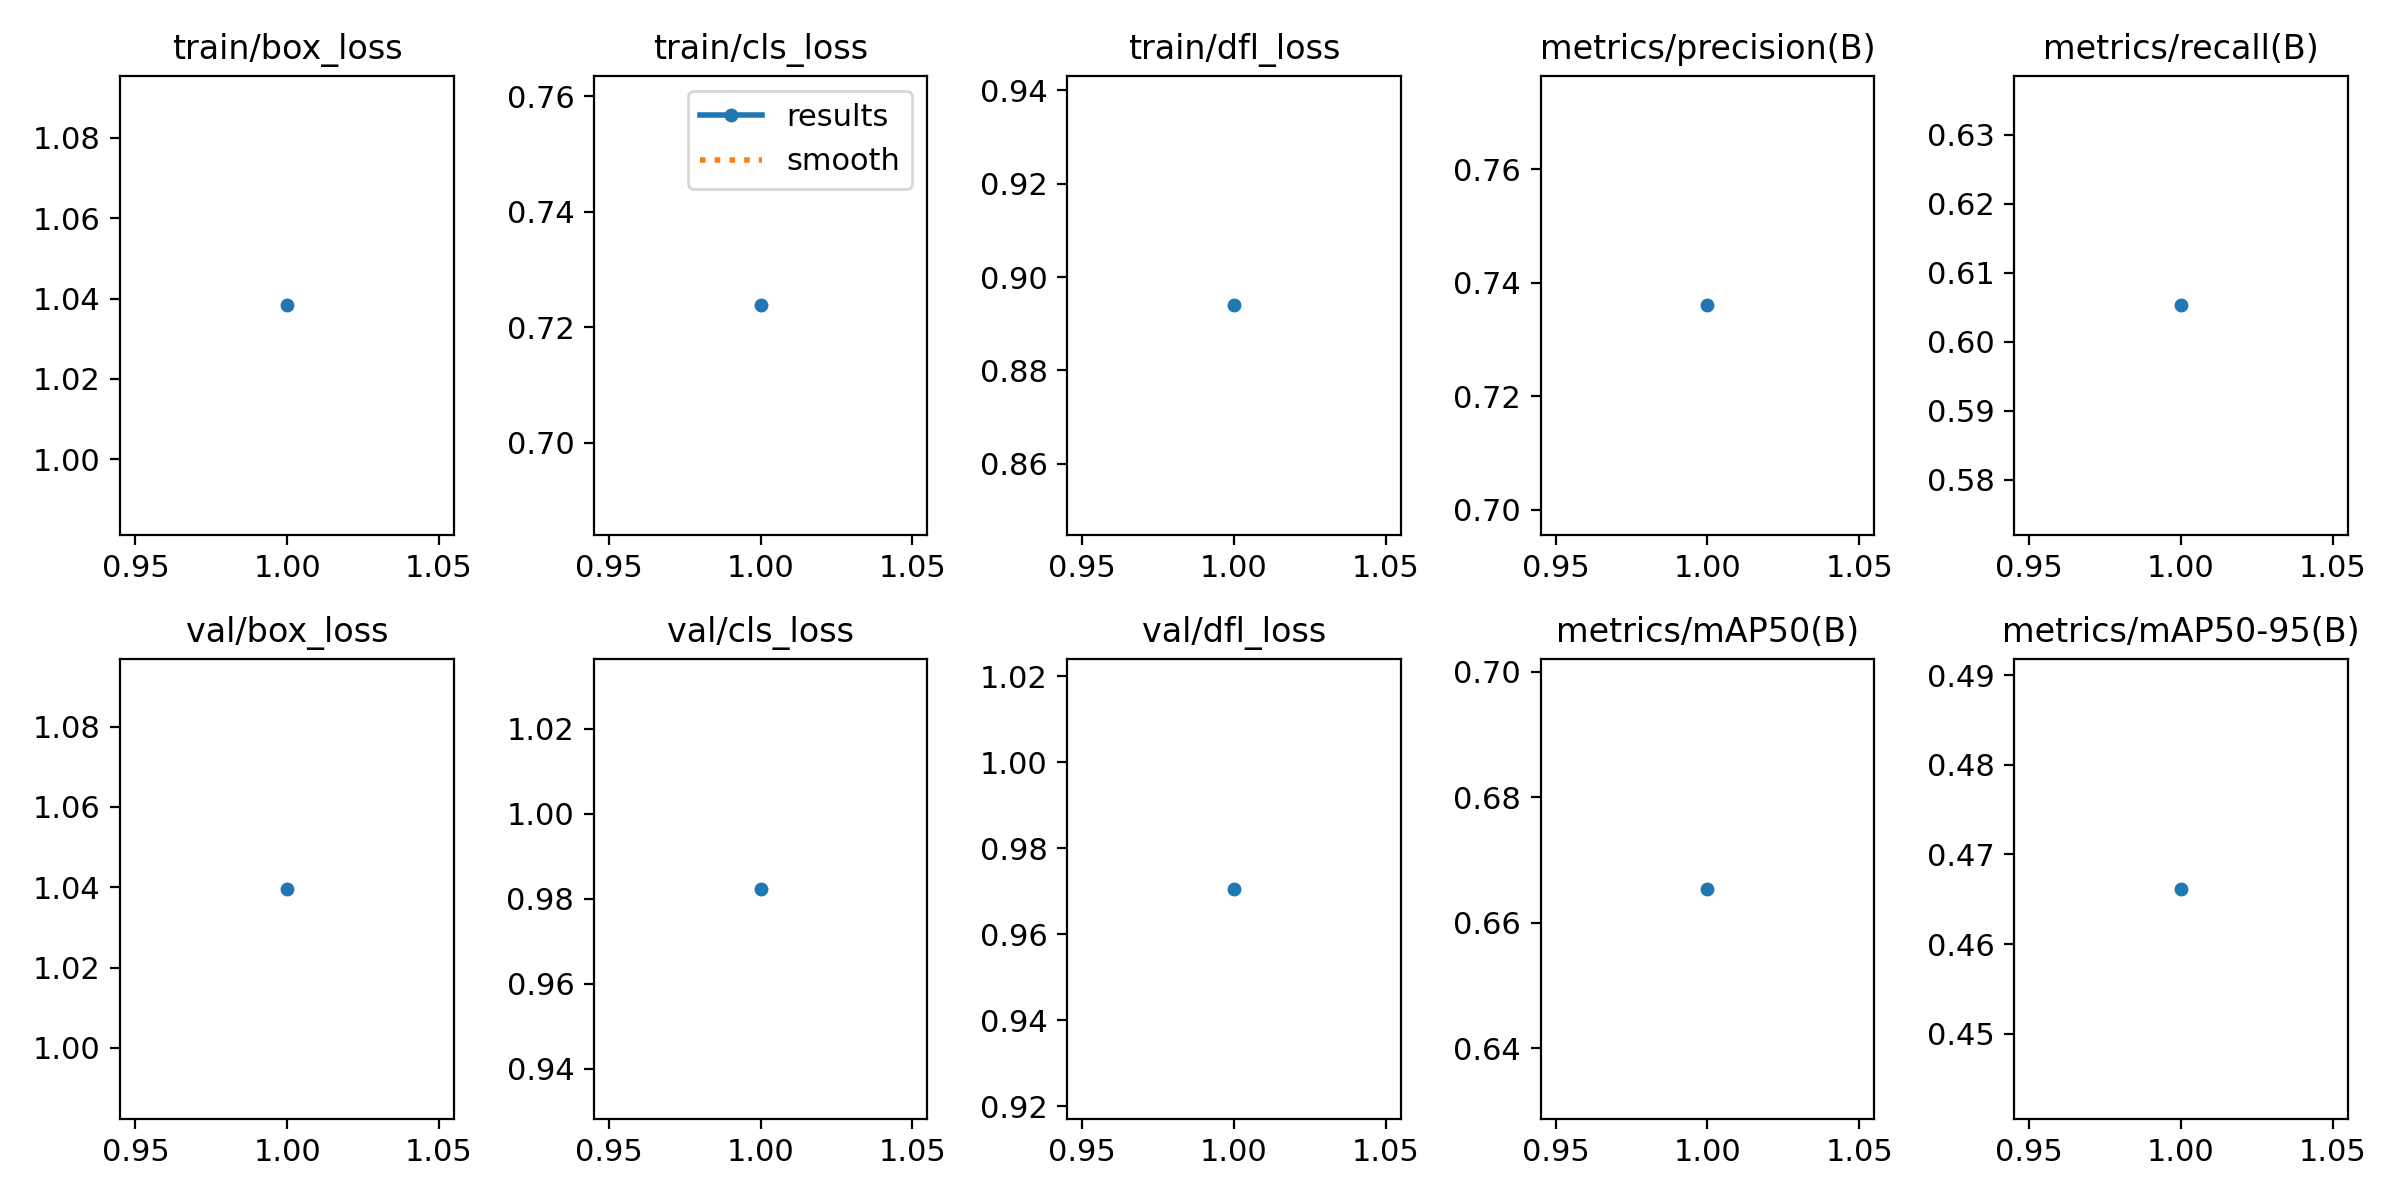 train/box_loss
1.08
1.06
1.04
1.02
1.00
0.95 1.00 1.05
train/cls_loss
results
smooth
0.76
0.74
0.72
0.70
0.95 1.00 1.05
train/dfl_loss
0.94
0.92
0.90
0.88
0.86
0.95 1.00 1.05
metrics/precision(B)
0.76
0.74
0.72
0.70
0.95 1.00 1.05
metrics/recall(B)
0.63
0.62
0.61
0.60
0.59
0.58
0.95 1.00 1.05
val/box_loss
1.08
1.06
1.04
1.02
1.00
0.95 1.00 1.05
val/cls_loss
1.02
1.00
0.98
0.96
0.94
0.95 1.00 1.05
val/dfl_loss
1.02
1.00
0.98
0.96
0.94
0.92
0.95 1.00 1.05
metrics/mAP50(B)
0.70
0.68
0.66
0.64
0.95 1.00 1.05
metrics/mAP50-95(B)
0.49
0.48
0.47
0.46
0.45
0.95 1.00 1.05